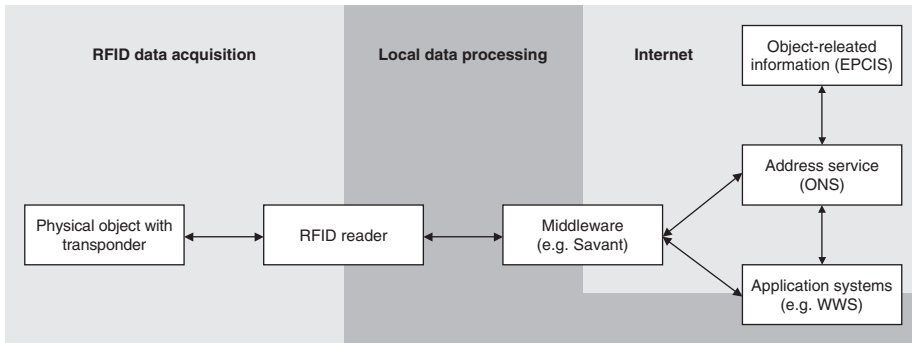 RFID data acquisition
Local data processing
Internet
Object-releated
information (EPCIS)
Address service
(ONS)
Physical object with
transponder
RFID reader
Middleware
(e.g. Savant)
Application systems
(e.g. WWS)